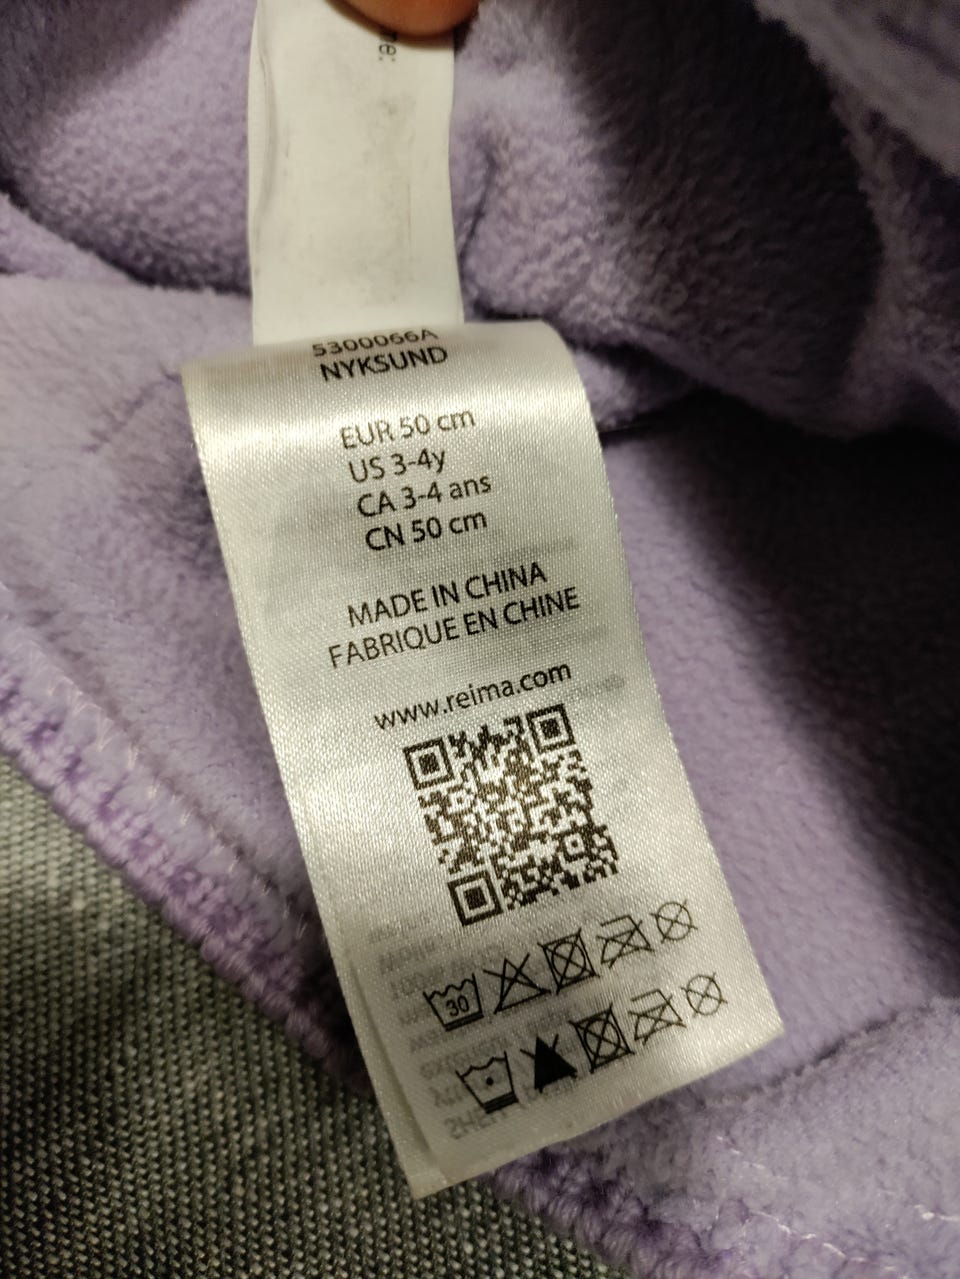 re:
5300066A
NYKSUND
EUR 50 cm
US 3-4y
CA 3-4 ans
CN 50 cm
MADE IN CHINA
FABRIQUE EN CHINE
www.reima.com
30